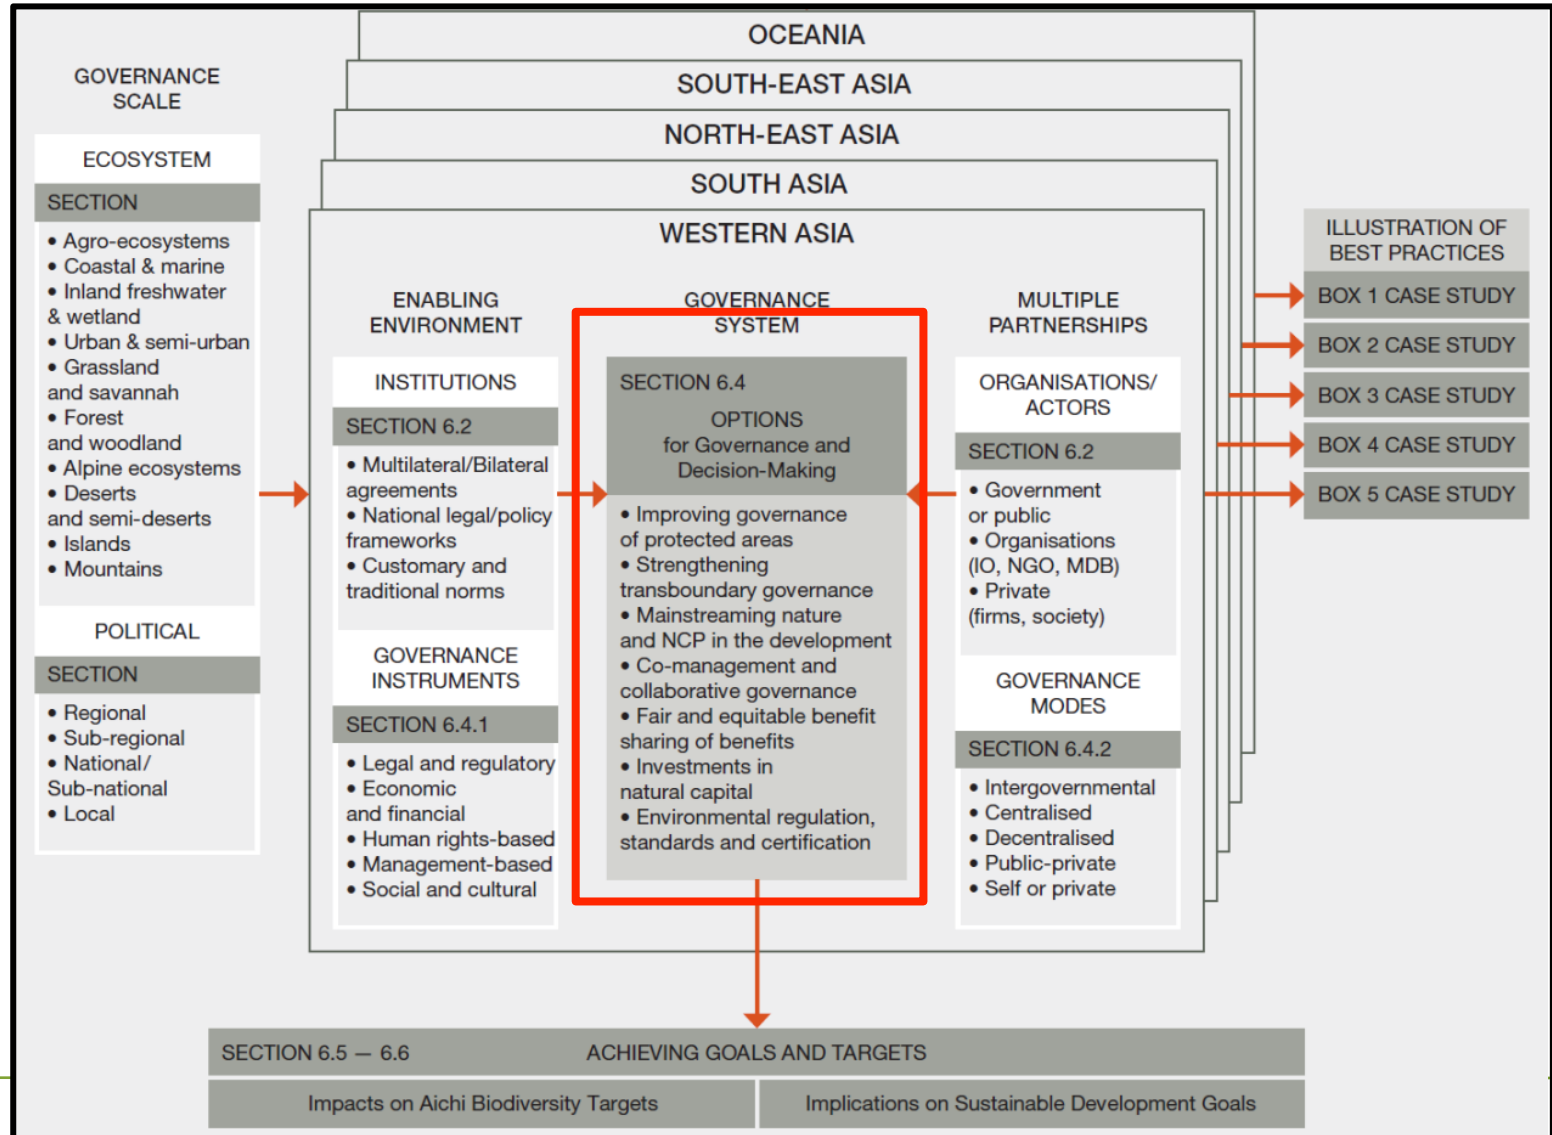 OCEANIA
SOUTH-EAST ASIA
NORTH-EAST ASIA
SOUTH ASIA
WESTERN ASIA
GOVERNANCE
SCALE
ECOSYSTEM
SECTION
• Agro-ecosystems
• Coastal & marine
• Inland freshwater
& wetland
• Urban & semi-urban
• Grassland
and savannah
• Forest
and woodland
• Alpine ecosystems
• Deserts
and semi-deserts
• Islands
• Mountains
POLITICAL
SECTION
• Regional
• Sub-regional
• National/
Sub-national
• Local
ENABLING
ENVIRONMENT
INSTITUTIONS
SECTION 6.2
• Multilateral/Bilateral
agreements
• National legal/policy
frameworks
• Customary and
traditional norms
GOVERNANCE
INSTRUMENTS
SECTION 6.4.1
• Legal and regulatory
• Economic
and financial
• Human rights-based
• Management-based
• Social and cultural
GOVERNANCE
SYSTEM
SECTION 6.4
OPTIONS
for Governance and
Decision-Making
• Improving governance
of protected areas
• Strengthening
transboundary governance
• Mainstreaming nature
and NCP in the development
• Co-management and
collaborative governance
• Fair and equitable benefit
sharing of benefits
• Investments in
natural capital
• Environmental regulation,
standards and certification
MULTIPLE
PARTNERSHIPS
ORGANISATIONS/
ACTORS
SECTION 6.2
• Government
or public
• Organisations
(IO, NGO, MDB)
• Private
(firms, society)
GOVERNANCE
MODES
SECTION 6.4.2
• Intergovernmental
• Centralised
• Decentralised
• Public-private
• Self or private
ILLUSTRATION OF
BEST PRACTICES
BOX 1 CASE STUDY
BOX 2 CASE STUDY
BOX 3 CASE STUDY
BOX 4 CASE STUDY
BOX 5 CASE STUDY
SECTION 6.5 — 6.6 ACHIEVING GOALS AND TARGETS
Impacts on Aichi Biodiversity Targets
Implications on Sustainable Development Goals